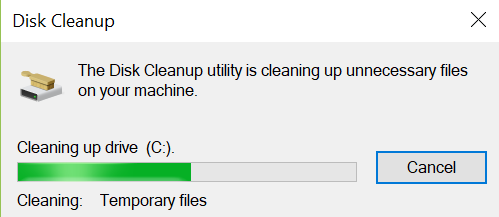 Disk Cleanup
The Disk Cleanup utility is cleaning up unnecessary files
on your machine.
Cleaning up drive  (C:).
Cancel
Cleaning:    Temporary files